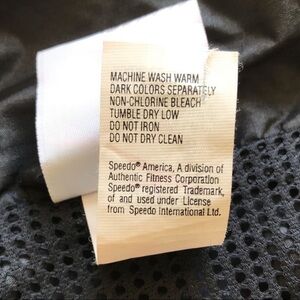 MACHINE WASH WARM
DARK COLORS SEPARATELY
NON-CHLORINE BLEACH
TUMBLE DRY LOW
DO NOT IRON
DO NOT DRY CLEAN
Speedo® America, A division of
Authentic Fitness Corporation
Speedo® registered Trademark,
of and used under License
from Speedo International Ltd.